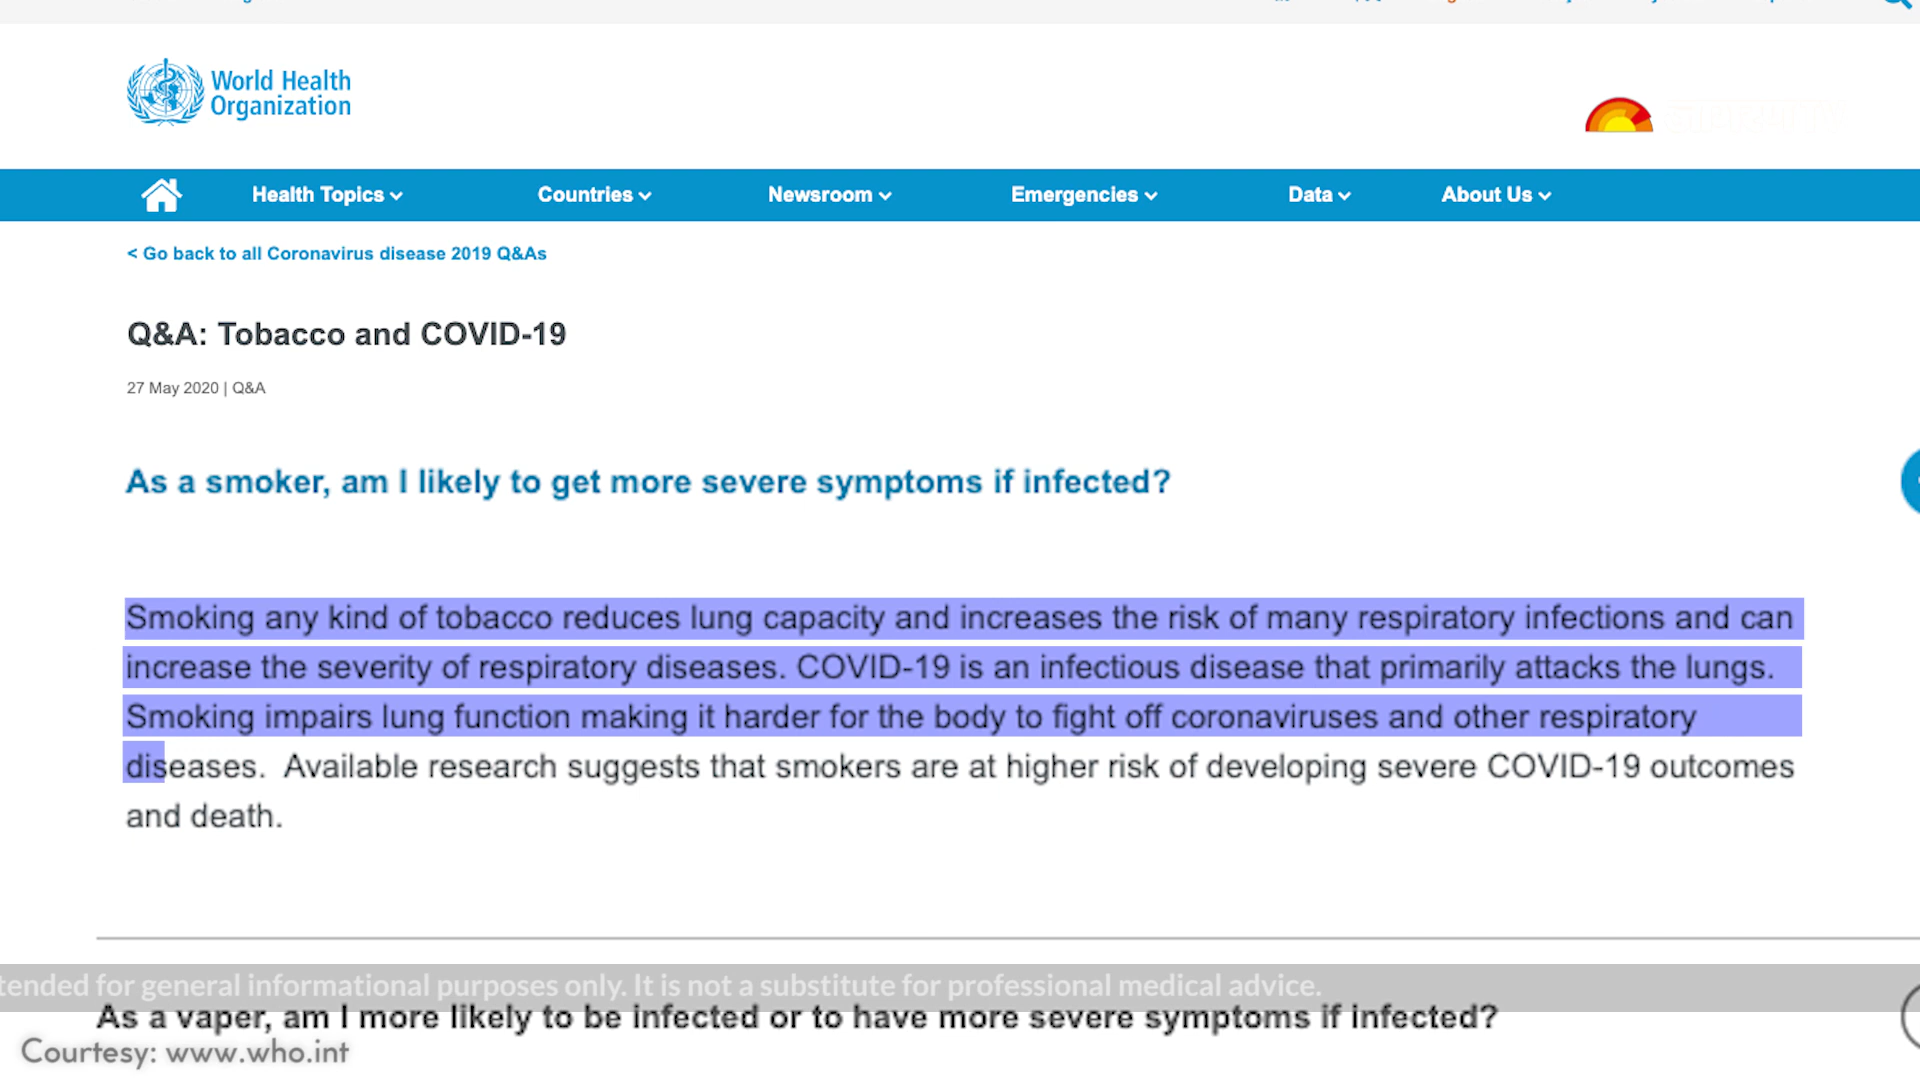 World Health
Organization
Health Topics
Countries
Newsroom
Emergencies
Data
About Us
< Go back to all Coronavirus disease 2019 Q&As
Q&A: Tobacco and COVID-19
27 May 2020 | Q&A
As a smoker, am I likely to get more severe symptoms if infected?
Smoking any kind of tobacco reduces lung capacity and increases the risk of many respiratory infections and can
increase the severity of respiratory diseases. COVID-19 is an infectious disease that primarily attacks the lungs.
Smoking impairs lung function making it harder for the body to fight off coronaviruses and other respiratory
diseases. Available research suggests that smokers are at higher risk of developing severe COVID-19 outcomes
and death.
tended for general informational purposes only. It is not a substitute for professional medical advice.
As a vaper, am I more likely to be infected or to have more severe symptoms if infected?
Courtesy: www.who.int